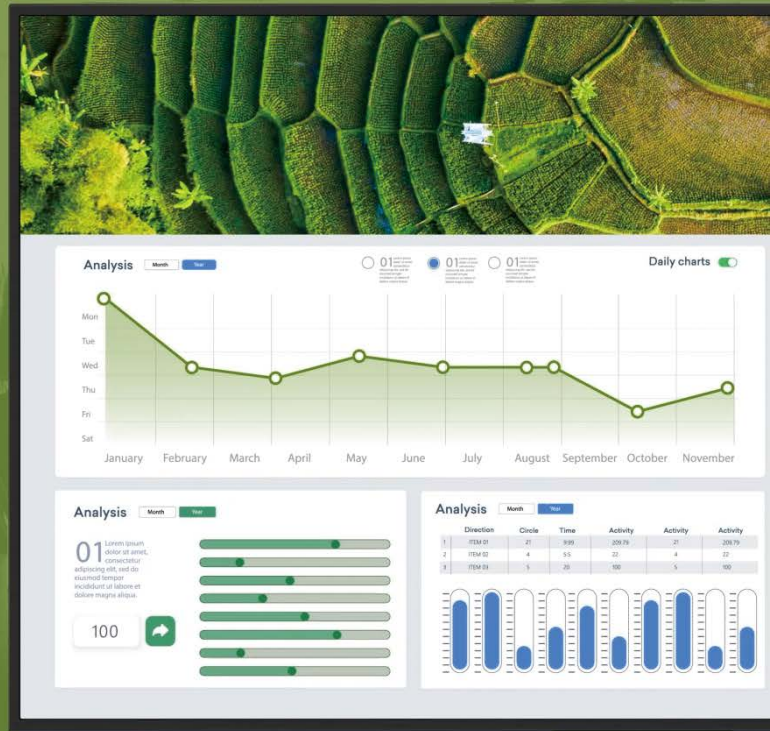 Analysis Month Year
01
01
01
Daily charts
Mon
Tue
Wed
Thu
Fri
Sat
January February March April May June July August September October November
Analysis Month Year
01 Lorem ipsum
dolor sit amet,
consectetur
adipiscing elit, sed do
eiusmod tempor
incididunt ut labore et
dolore magna aliqua.
100
Analysis Month Year
Direction Circle Time Activity Activity Activity
1 ITEM 01 21 9.99 209.79 21 209.79
2 ITEM 02 4 5.5 22 4 22
3 ITEM 03 5 20 100 5 100